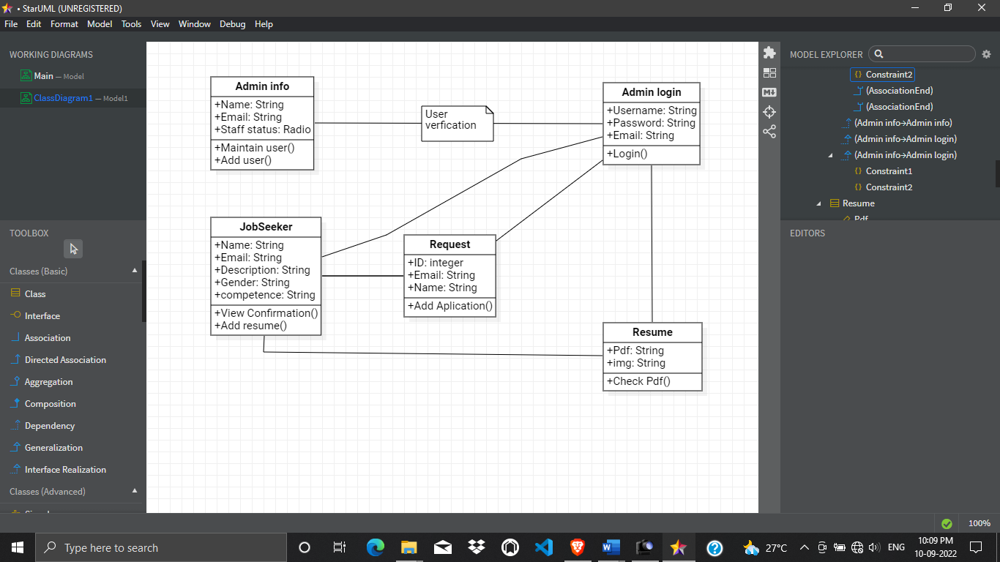 • StarUML (UNREGISTERED)
File Edit Format Model Tools View Window Debug Help
WORKING DIAGRAMS
Main — Model
ClassDiagram1 — Model1
TOOLBOX
Classes (Basic)
Class
Interface
Association
Directed Association
Aggregation
Composition
Dependency
Generalization
Interface Realization
Classes (Advanced)
Admin info
+Name: String
+Email: String
+Staff status: Radio
+Maintain user()
+Add user()
User
verfication
Admin login
+Username: String
+Password: String
+Email: String
+Login()
JobSeeker
+Name: String
+Email: String
+Description: String
+Gender: String
+competence: String
+View Confirmation()
+Add resume()
Request
+ID: integer
+Email: String
+Name: String
+Add Aplication()
Resume
+Pdf: String
+img: String
+Check Pdf()
MODEL EXPLORER
{} Constraint2
(AssociationEnd)
(AssociationEnd)
(Admin info→Admin info)
(Admin info→Admin login)
(Admin info→Admin login)
{} Constraint1
{} Constraint2
Resume
Pdf
EDITORS
100%
Type here to search
27°C
ENG
10:09 PM
10-09-2022